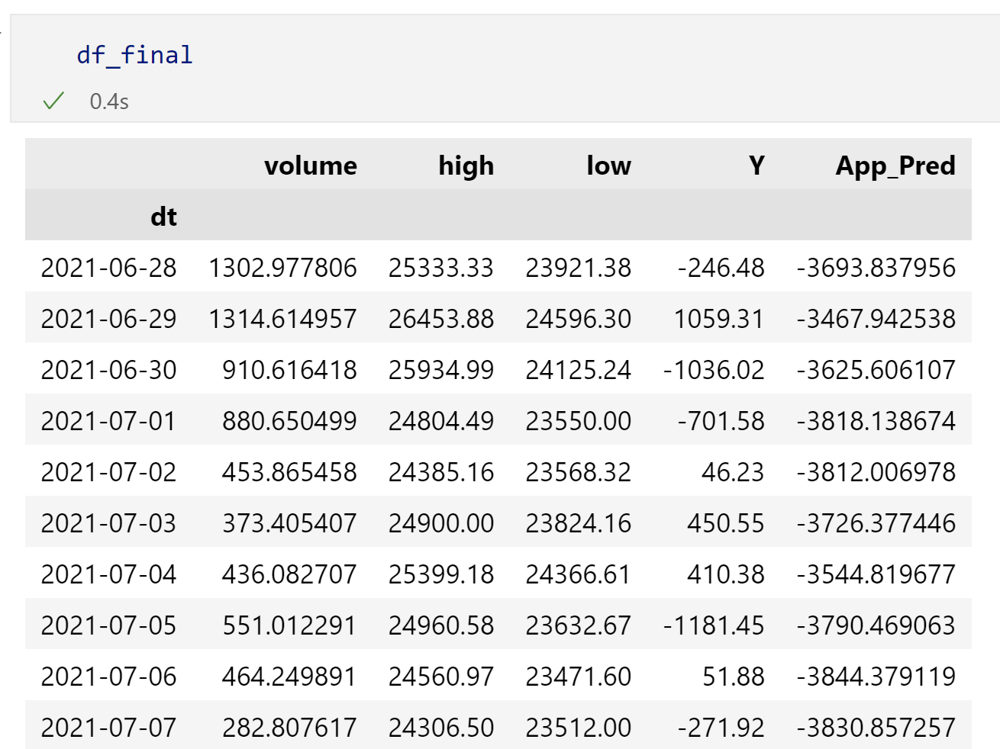 df_final
0.4s
volume high low Y App_Pred
dt
2021-06-28 1302.977806 25333.33 23921.38 -246.48 -3693.837956
2021-06-29 1314.614957 26453.88 24596.30 1059.31 -3467.942538
2021-06-30 910.616418 25934.99 24125.24 -1036.02 -3625.606107
2021-07-01 880.650499 24804.49 23550.00 -701.58 -3818.138674
2021-07-02 453.865458 24385.16 23568.32 46.23 -3812.006978
2021-07-03 373.405407 24900.00 23824.16 450.55 -3726.377446
2021-07-04 436.082707 25399.18 24366.61 410.38 -3544.819677
2021-07-05 551.012291 24960.58 23632.67 -1181.45 -3790.469063
2021-07-06 464.249891 24560.97 23471.60 51.88 -3844.379119
2021-07-07 282.807617 24306.50 23512.00 -271.92 -3830.857257